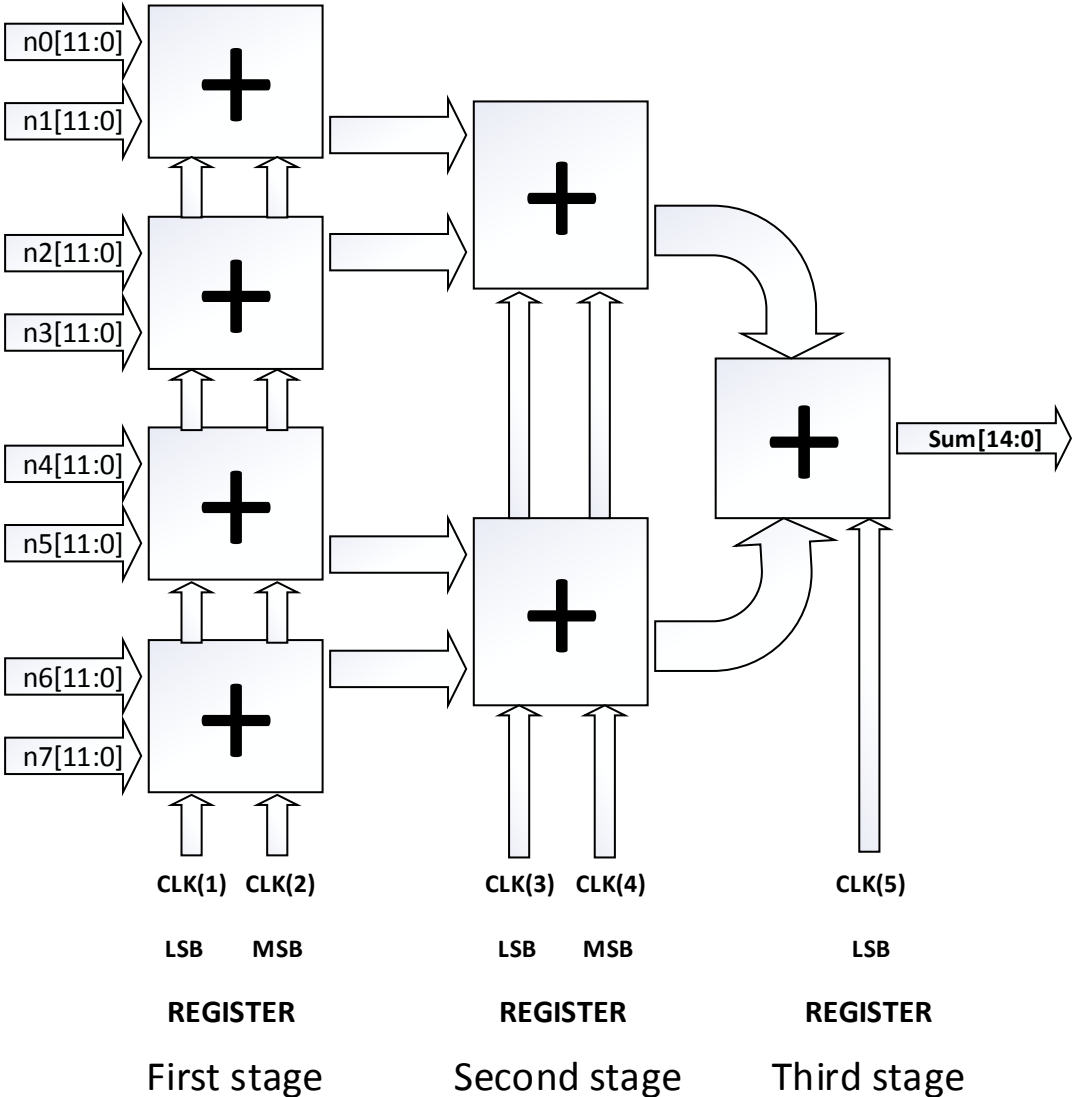 n0[11:0]
n1[11:0]
n2[11:0]
n3[11:0]
n4[11:0]
n5[11:0]
n6[11:0]
n7[11:0]
Sum[14:0]
CLK(1) CLK(2) CLK(3) CLK(4) CLK(5)
LSB MSB LSB MSB LSB
REGISTER REGISTER REGISTER
First stage Second stage Third stage